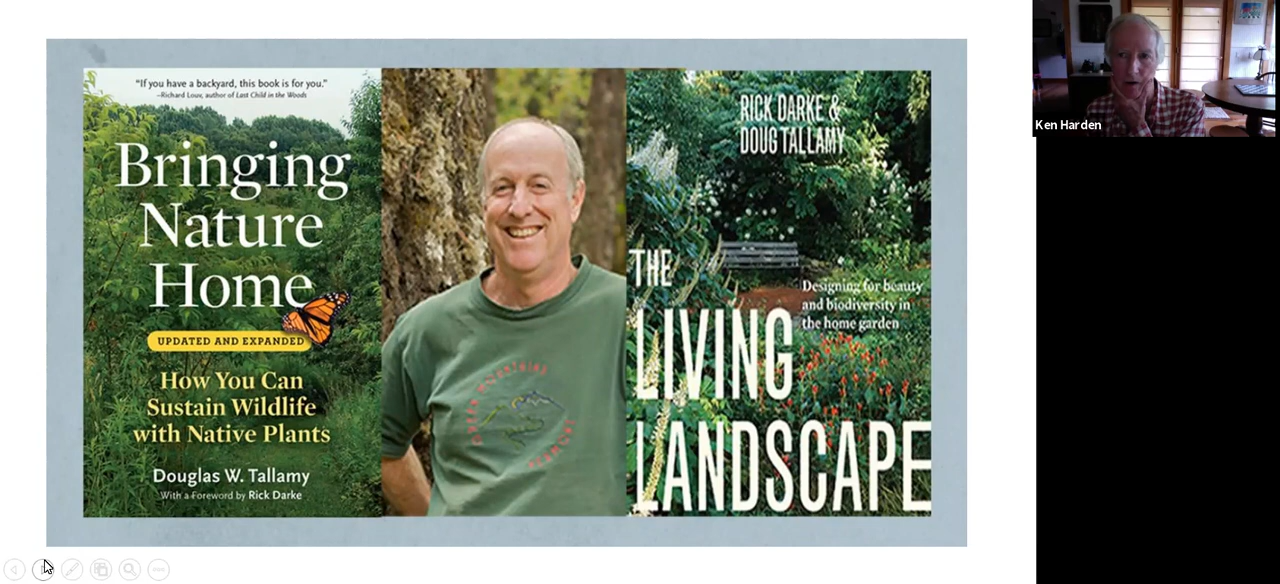 “If you have a backyard, this book is for you.”
–Richard Louv, author of Last Child in the Woods
Bringing
Nature
Home
UPDATED AND EXPANDED
How You Can
Sustain Wildlife
with Native Plants
Douglas W. Tallamy
With a Foreword by Rick Darke
RICK DARKE &
DOUG TALLAMY
THE
LIVING
LANDSCAPE
Designing for beauty
and biodiversity in
the home garden
Ken Harden